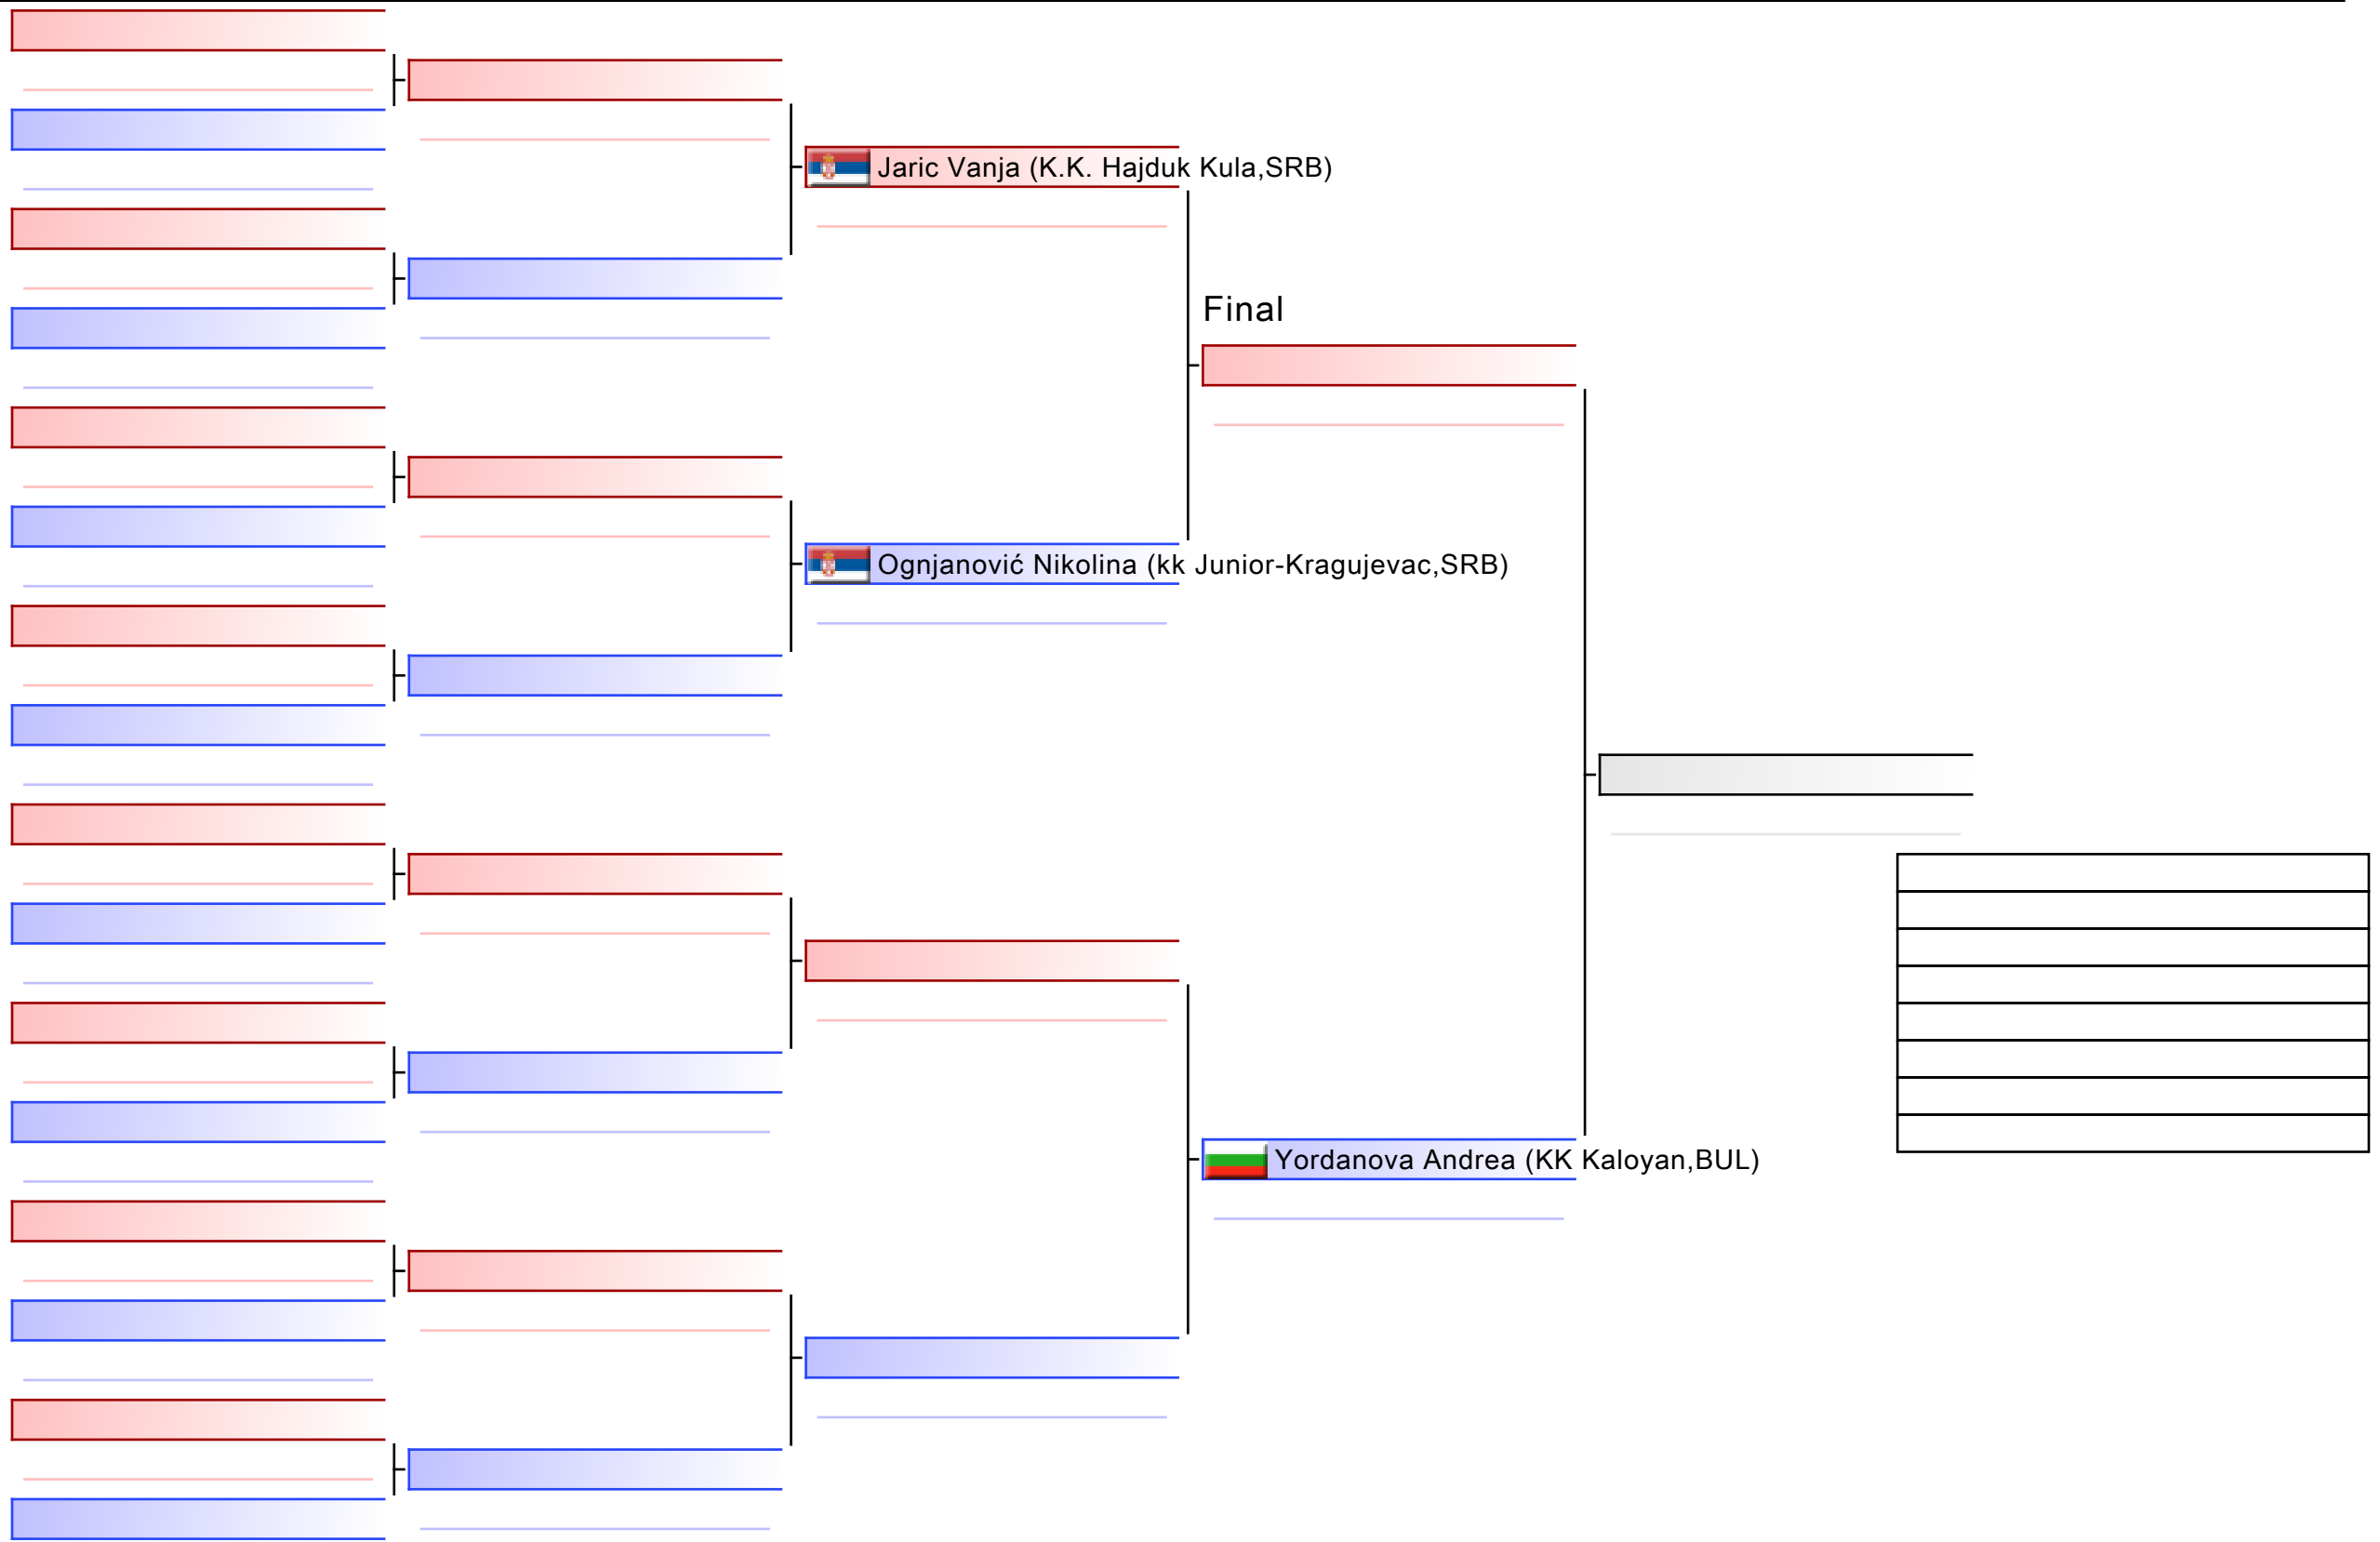 Jaric Vanja (K.K. Hajduk Kula,SRB)
Final
Ognjanović Nikolina (kk Junior-Kragujevac,SRB)
Yordanova Andrea (KK Kaloyan,BUL)